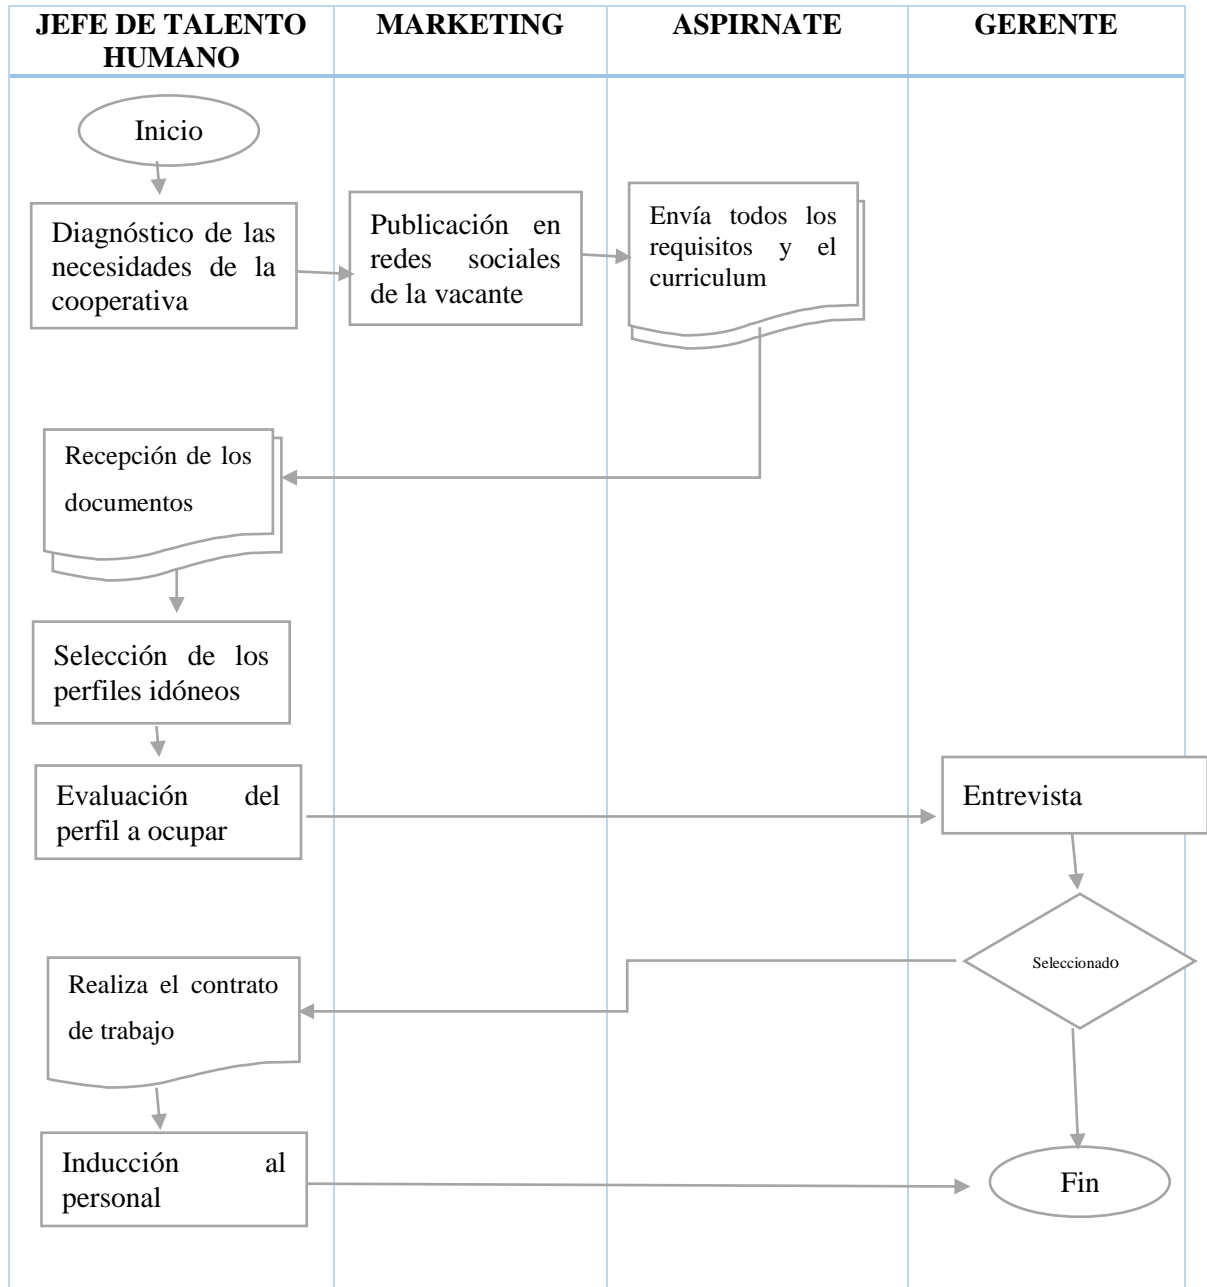 JEFE DE TALENTO
HUMANO
MARKETING
ASPIRNATE
GERENTE
Inicio
Diagnóstico de las
necesidades de la
cooperativa
Publicación en
redes sociales
de la vacante
Envía todos los
requisitos y el
curriculum
Recepción de los
documentos
Selección de los
perfiles idóneos
Evaluación del
perfil a ocupar
Entrevista
Seleccionado
Realiza el contrato
de trabajo
Inducción al
personal
Fin